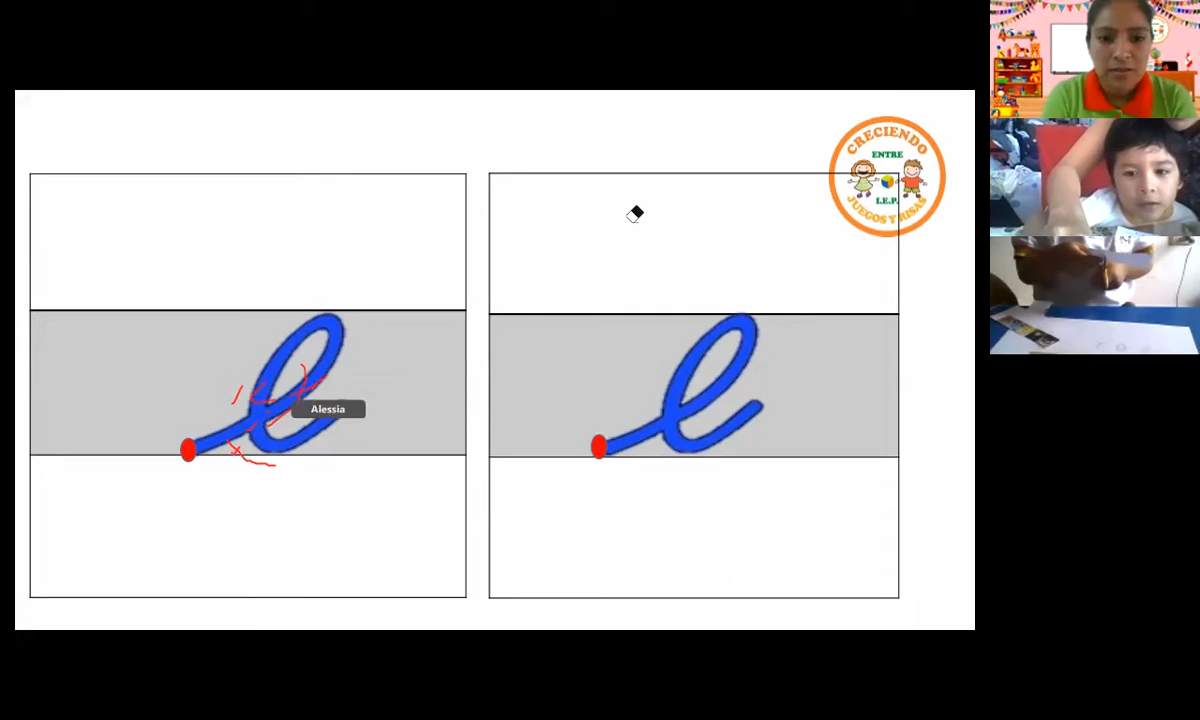 CRECIENDO
ENTRE
I.E.P.
JUEGOS Y RISAS
e e
Alessia